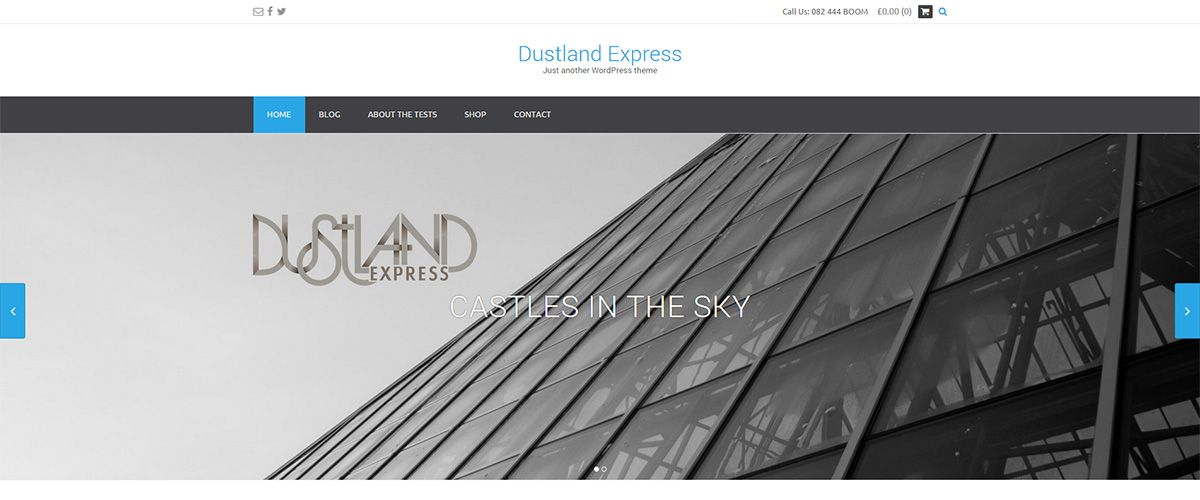 Call Us: 082 444 BOOM £0.00 (0)
Dustland Express
Just another WordPress theme
HOME BLOG ABOUT THE TESTS SHOP CONTACT
DUSTLAND
EXPRESS
CASTLES IN THE SKY